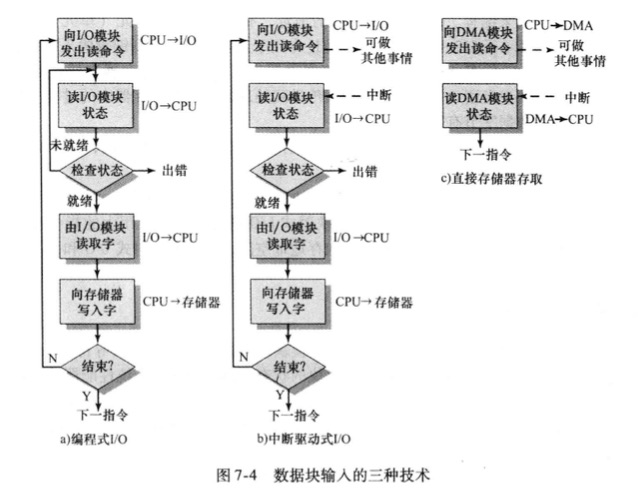 向I/O模块
发出读命令
CPU→I/O
读I/O模块
状态
I/O→CPU
未就绪
检查状态
出错
就绪
由I/O模块
读取字
I/O→CPU
向存储器
写入字
CPU→存储器
N
结束?
Y
下一指令
a)编程式I/O
向I/O模块
发出读命令
CPU→I/O
可做
其他事情
读I/O模块
状态
中断
I/O→CPU
检查状态
出错
就绪
由I/O模块
读取字
I/O→CPU
向存储器
写入字
CPU→存储器
N
结束?
Y
下一指令
b)中断驱动式I/O
向DMA模块
发出读命令
CPU→DMA
可做
其他事情
读DMA模块
状态
中断
DMA→CPU
下一指令
c)直接存储器存取
图7-4 数据块输入的三种技术